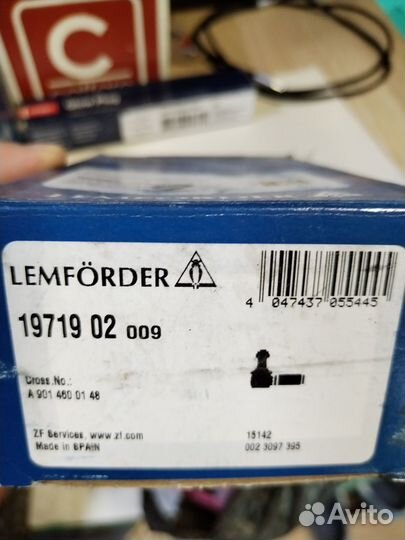 C
LEMFÖRDER
4 047437 055445
19719 02 009
Cross.No.:
A 901 460 01 48
ZF Services, www.zf.com
Made in SPAIN
15142
002 3097 395
Avito